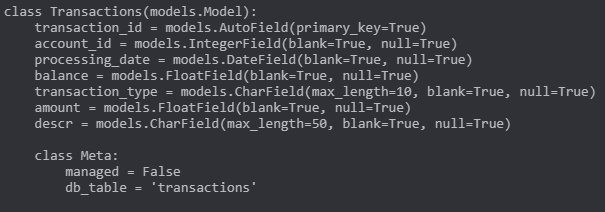 class Transactions(models.Model):
    transaction_id = models.AutoField(primary_key=True)
    account_id = models.IntegerField(blank=True, null=True)
    processing_date = models.DateField(blank=True, null=True)
    balance = models.FloatField(blank=True, null=True)
    transaction_type = models.CharField(max_length=10, blank=True, null=True)
    amount = models.FloatField(blank=True, null=True)
    descr = models.CharField(max_length=50, blank=True, null=True)

    class Meta:
        managed = False
        db_table = 'transactions'